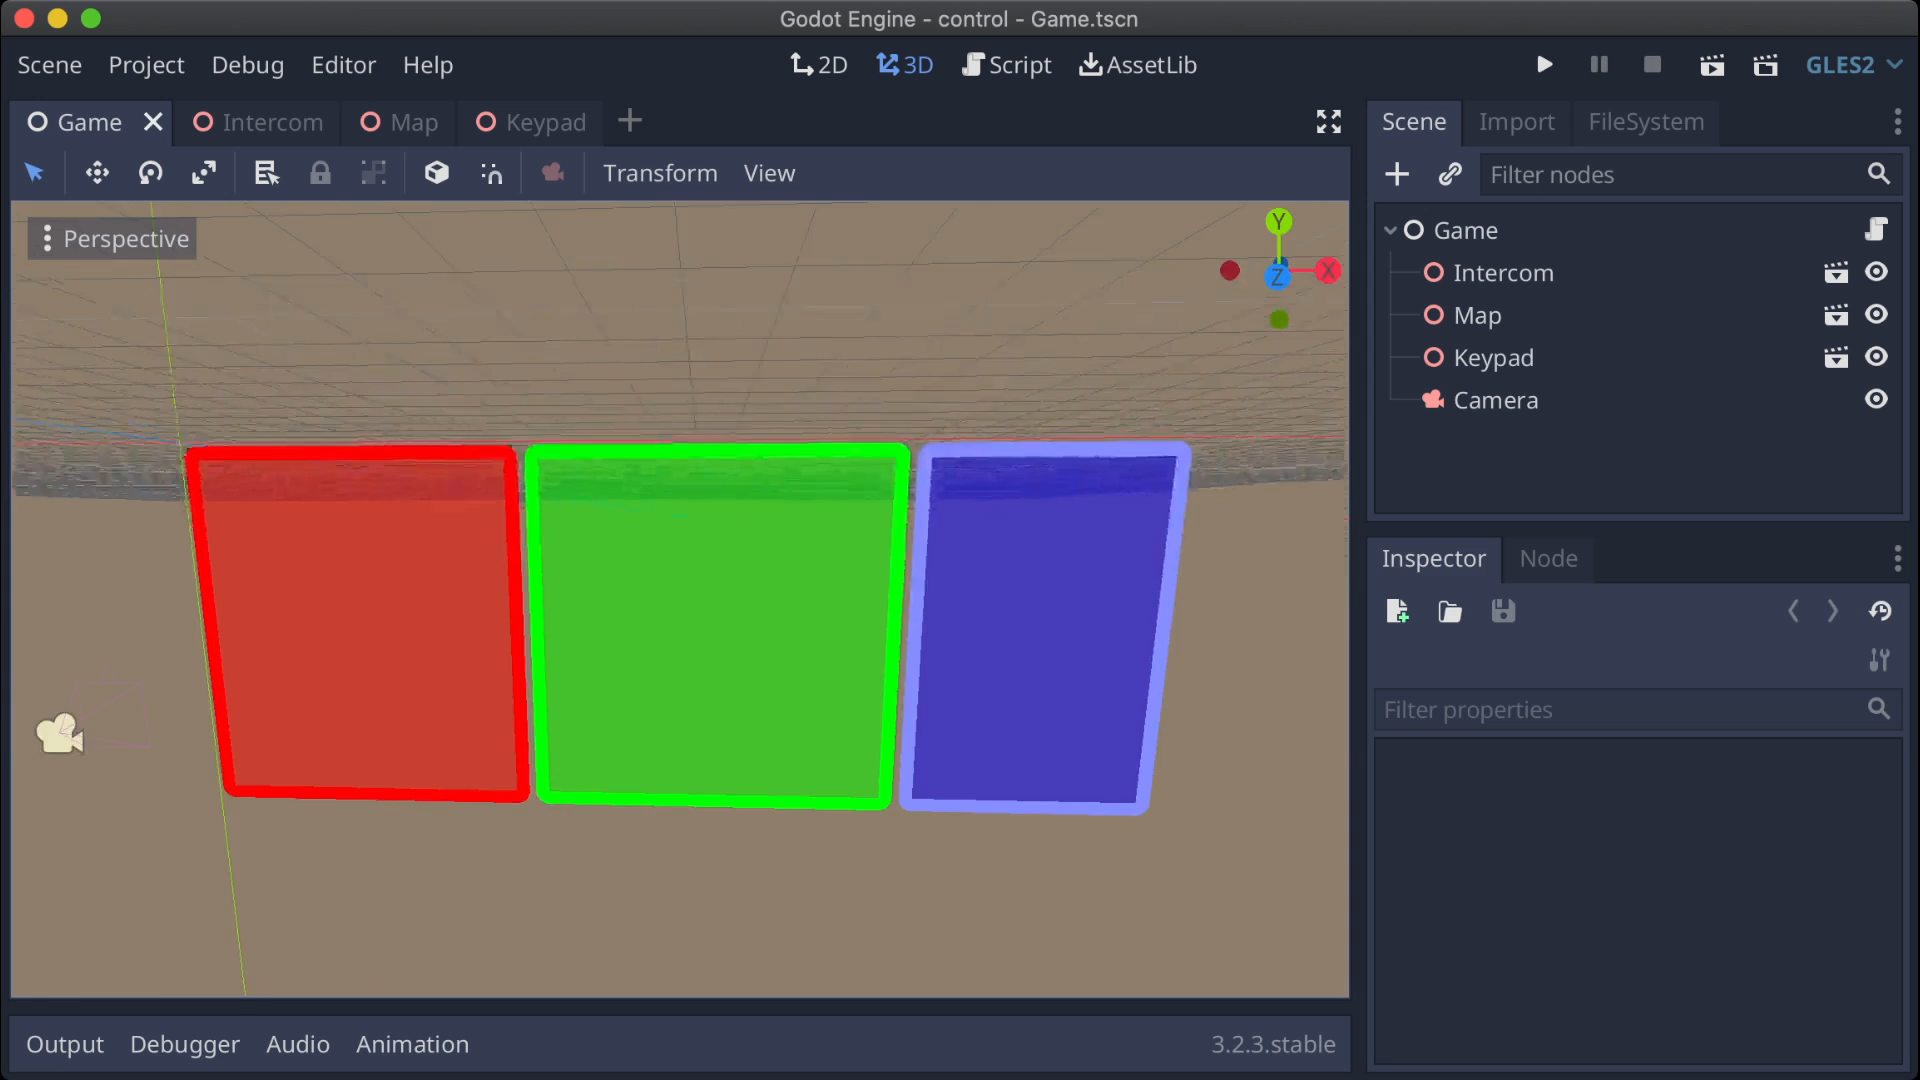 Godot Engine - control - Game.tscn
Scene Project Debug Editor Help 2D 3D Script AssetLib GLES2
Game Intercom Map Keypad
Transform View
Perspective
Y
X
Z
Scene Import FileSystem
Filter nodes
Game
Intercom
Map
Keypad
Camera
Inspector Node
Filter properties
Output Debugger Audio Animation 3.2.3.stable